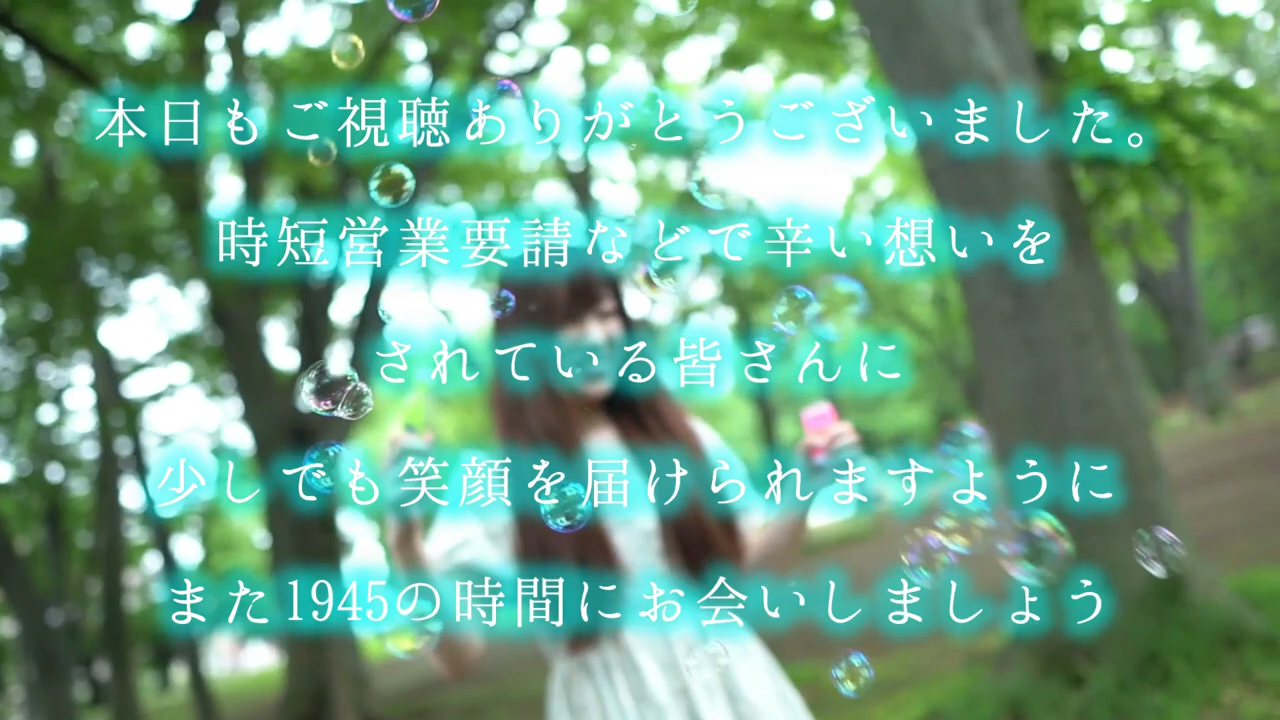 本日もご視聴ありがとうございました。
時短営業要請などで辛い想いを
されている皆さんに
少しでも笑顔を届けられますように
また1945の時間にお会いしましょう